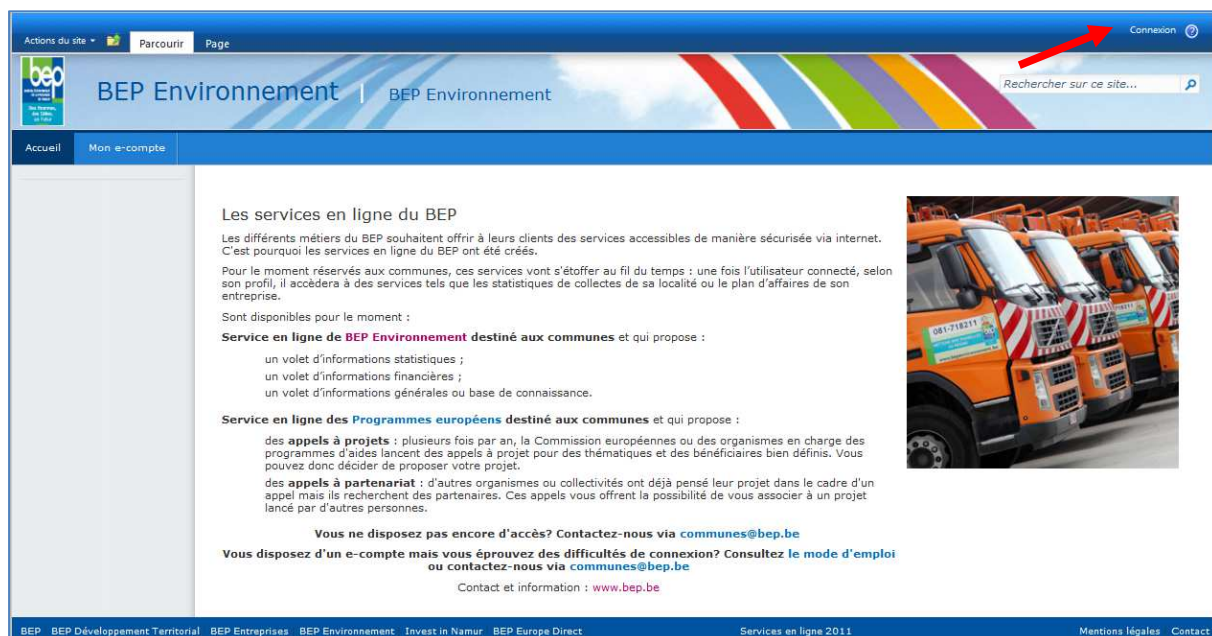 Connexion
Actions du site Parcourir Page
bep
BEP Environnement | BEP Environnement
Rechercher sur ce site...
Accueil Mon e-compte
Les services en ligne du BEP
Les différents métiers du BEP souhaitent offrir à leurs clients des services accessibles de manière sécurisée via internet.
C'est pourquoi les services en ligne du BEP ont été créés.
Pour le moment réservés aux communes, ces services vont s'étoffer au fil du temps : une fois l'utilisateur connecté, selon
son profil, il accèdera à des services tels que les statistiques de collectes de sa localité ou le plan d'affaires de son
entreprise.
Sont disponibles pour le moment :
Service en ligne de BEP Environnement destiné aux communes et qui propose :
un volet d'informations statistiques ;
un volet d'informations financières ;
un volet d'informations générales ou base de connaissance.
Service en ligne des Programmes européens destiné aux communes et qui propose :
des appels à projets : plusieurs fois par an, la Commission européennes ou des organismes en charge des
programmes d'aides lancent des appels à projet pour des thématiques et des bénéficiaires bien définis. Vous
pouvez donc décider de proposer votre projet.
des appels à partenariat : d'autres organismes ou collectivités ont déjà pensé leur projet dans le cadre d'un
appel mais ils recherchent des partenaires. Ces appels vous offrent la possibilité de vous associer à un projet
lancé par d'autres personnes.
Vous ne disposez pas encore d'accès? Contactez-nous via communes@bep.be
Vous disposez d'un e-compte mais vous éprouvez des difficultés de connexion? Consultez le mode d'emploi
ou contactez-nous via communes@bep.be
Contact et information : www.bep.be
081-718211
BEP BEP Développement Territorial BEP Entreprises BEP Environnement Invest in Namur BEP Europe Direct Services en ligne 2011 Mentions légales Contact